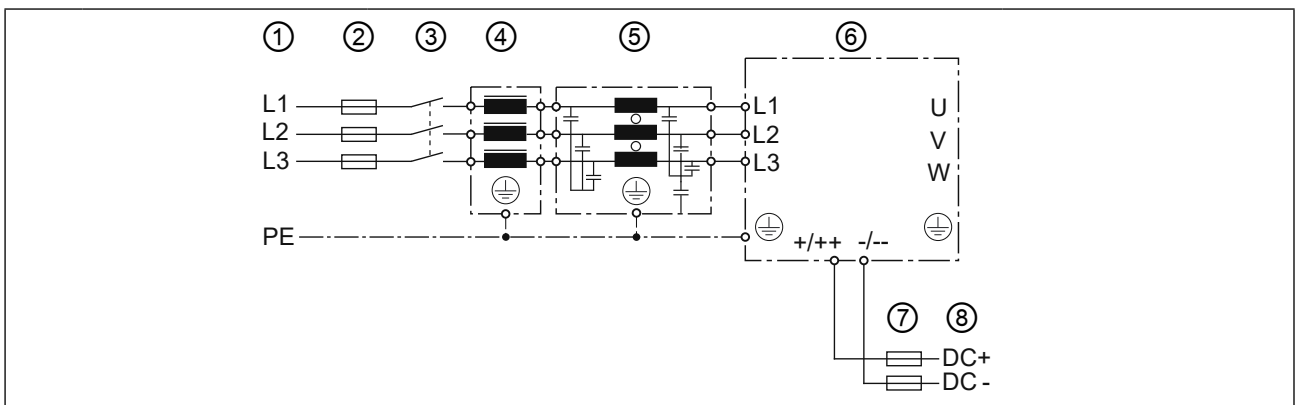 ① ② ③ ④ ⑤ ⑥
L1 L1 U
L2 L2 V
L3 L3 W
PE +/++ -/--
⑦ ⑧
DC+
DC -